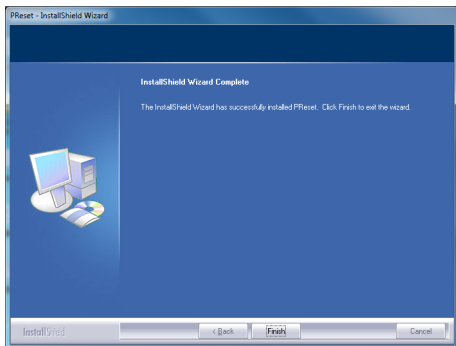 PReset - InstallShield Wizard
InstallShield Wizard Complete
The InstallShield Wizard has successfully installed PReset. Click Finish to exit the wizard.
InstallShield
< Back
Finish
Cancel